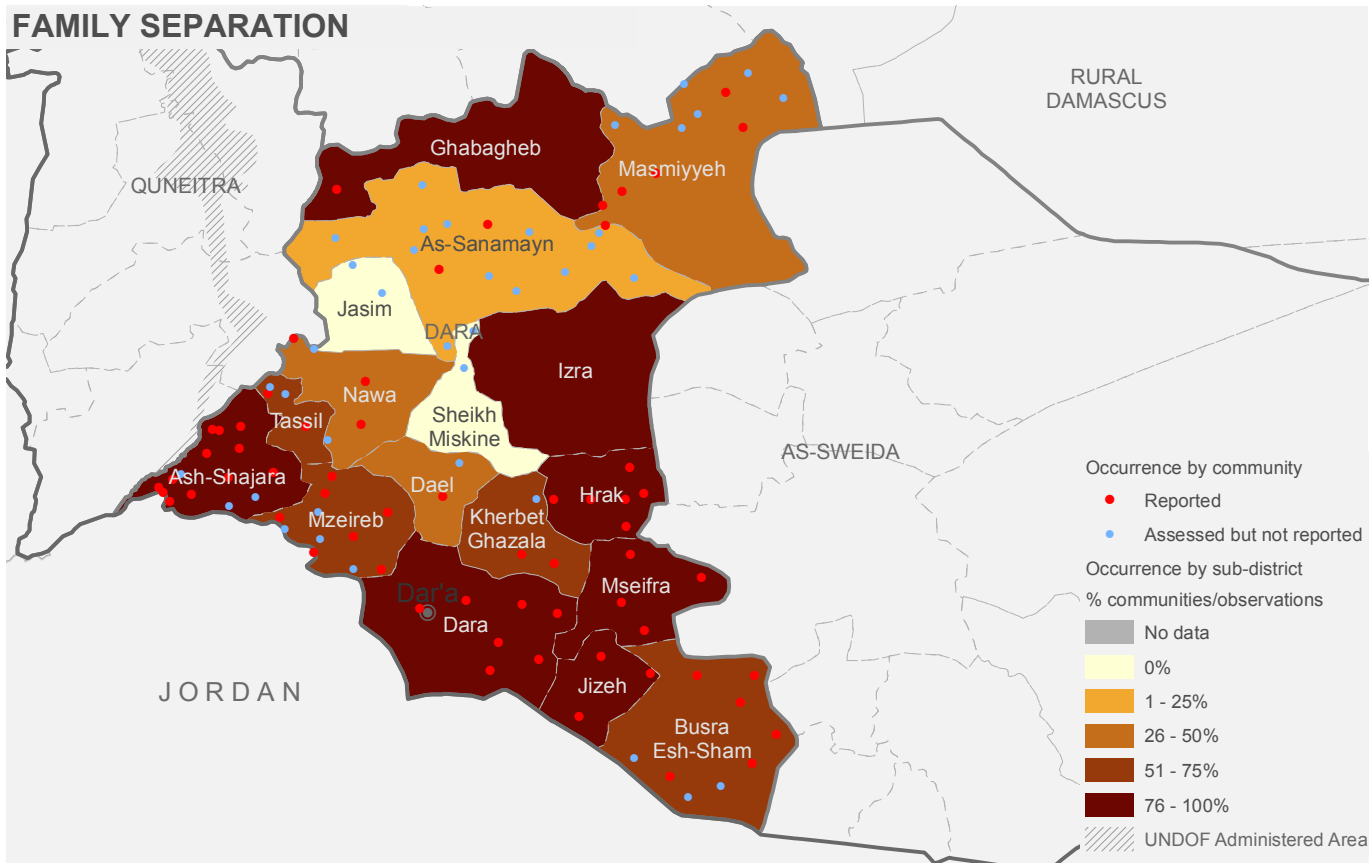 FAMILY SEPARATION
RURAL
DAMASCUS
Ghabagheb
Masmiyyeh
QUNEITRA
As-Sanamayn
Jasim
DARA
Izra
Nawa
Sheikh
Miskine
Tassil
AS-SWEIDA
Ash-Shajara
Dael
Hrak
Kherbet
Ghazala
Mzeireb
Mseifra
Dar'a
Dara
Jizeh
JORDAN
Busra
Esh-Sham
Occurrence by community
Reported
Assessed but not reported
Occurrence by sub-district
% communities/observations
No data
0%
1 - 25%
26 - 50%
51 - 75%
76 - 100%
UNDOF Administered Area